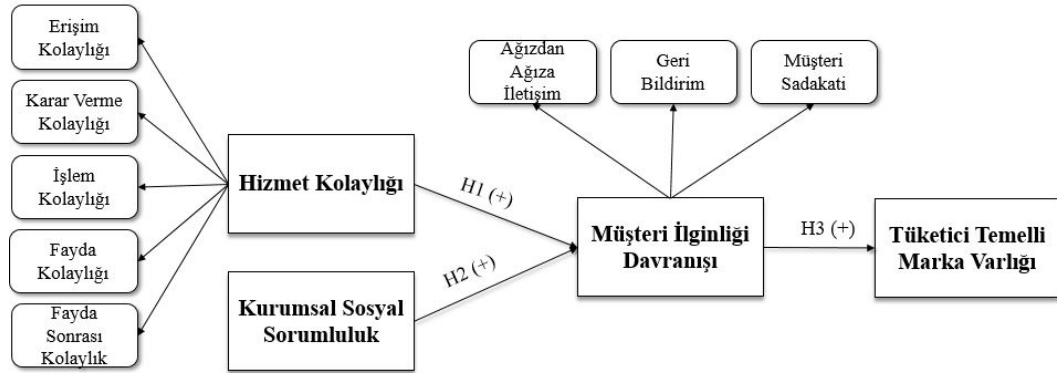 Erişim
Kolaylığı
Karar Verme
Kolaylığı
İşlem
Kolaylığı
Fayda
Kolaylığı
Fayda
Sonrası
Kolaylık
Hizmet Kolaylığı
Kurumsal Sosyal
Sorumluluk
H1 (+)
H2 (+)
Ağızdan
Ağıza
İletişim
Geri
Bildirim
Müşteri
Sadakati
Müşteri İlginliği
Davranışı
H3 (+)
Tüketici Temelli
Marka Varlığı